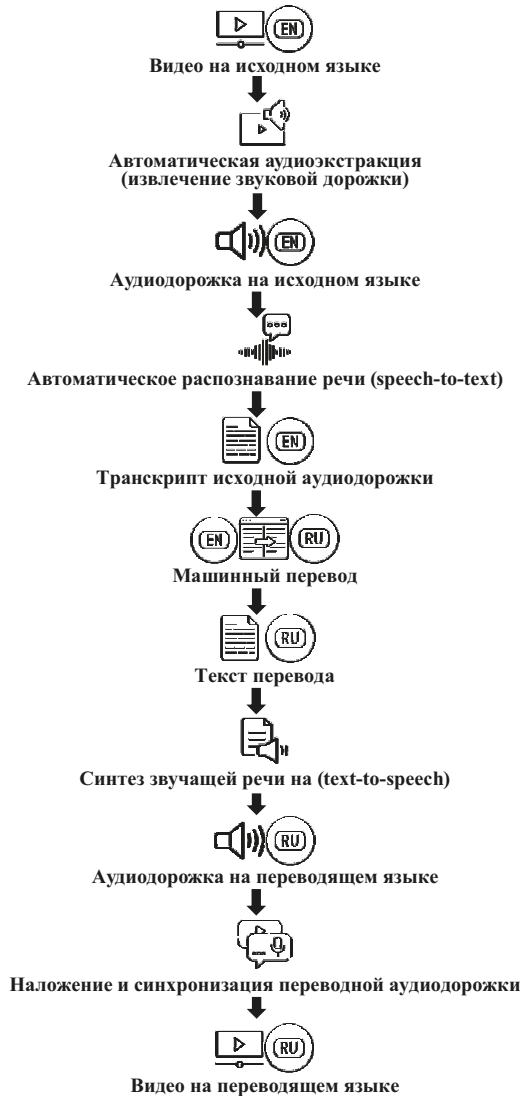 EN
Видео на исходном языке
Автоматическая аудиоэкстракция
(извлечение звуковой дорожки)
EN
Аудиодорожка на исходном языке
Автоматическое распознавание речи (speech-to-text)
EN
Транскрипт исходной аудиодорожки
EN RU
Машинный перевод
RU
Текст перевода
Синтез звучащей речи на (text-to-speech)
RU
Аудиодорожка на переводящем языке
Наложение и синхронизация переводной аудиодорожки
RU
Видео на переводящем языке